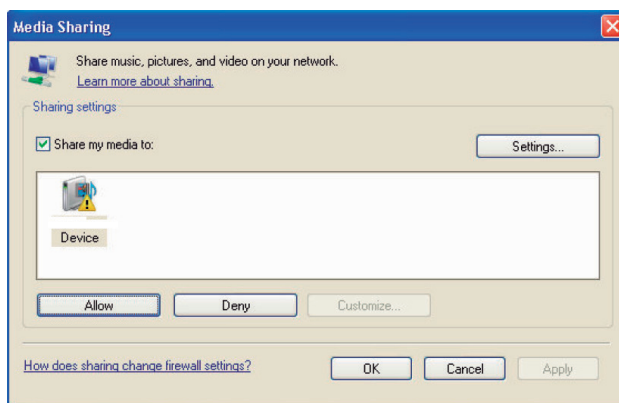 Media Sharing
Share music, pictures, and video on your network.
Learn more about sharing.
Sharing settings
Share my media to:
Settings...
Device
Allow
Deny
Customize...
How does sharing change firewall settings?
OK
Cancel
Apply